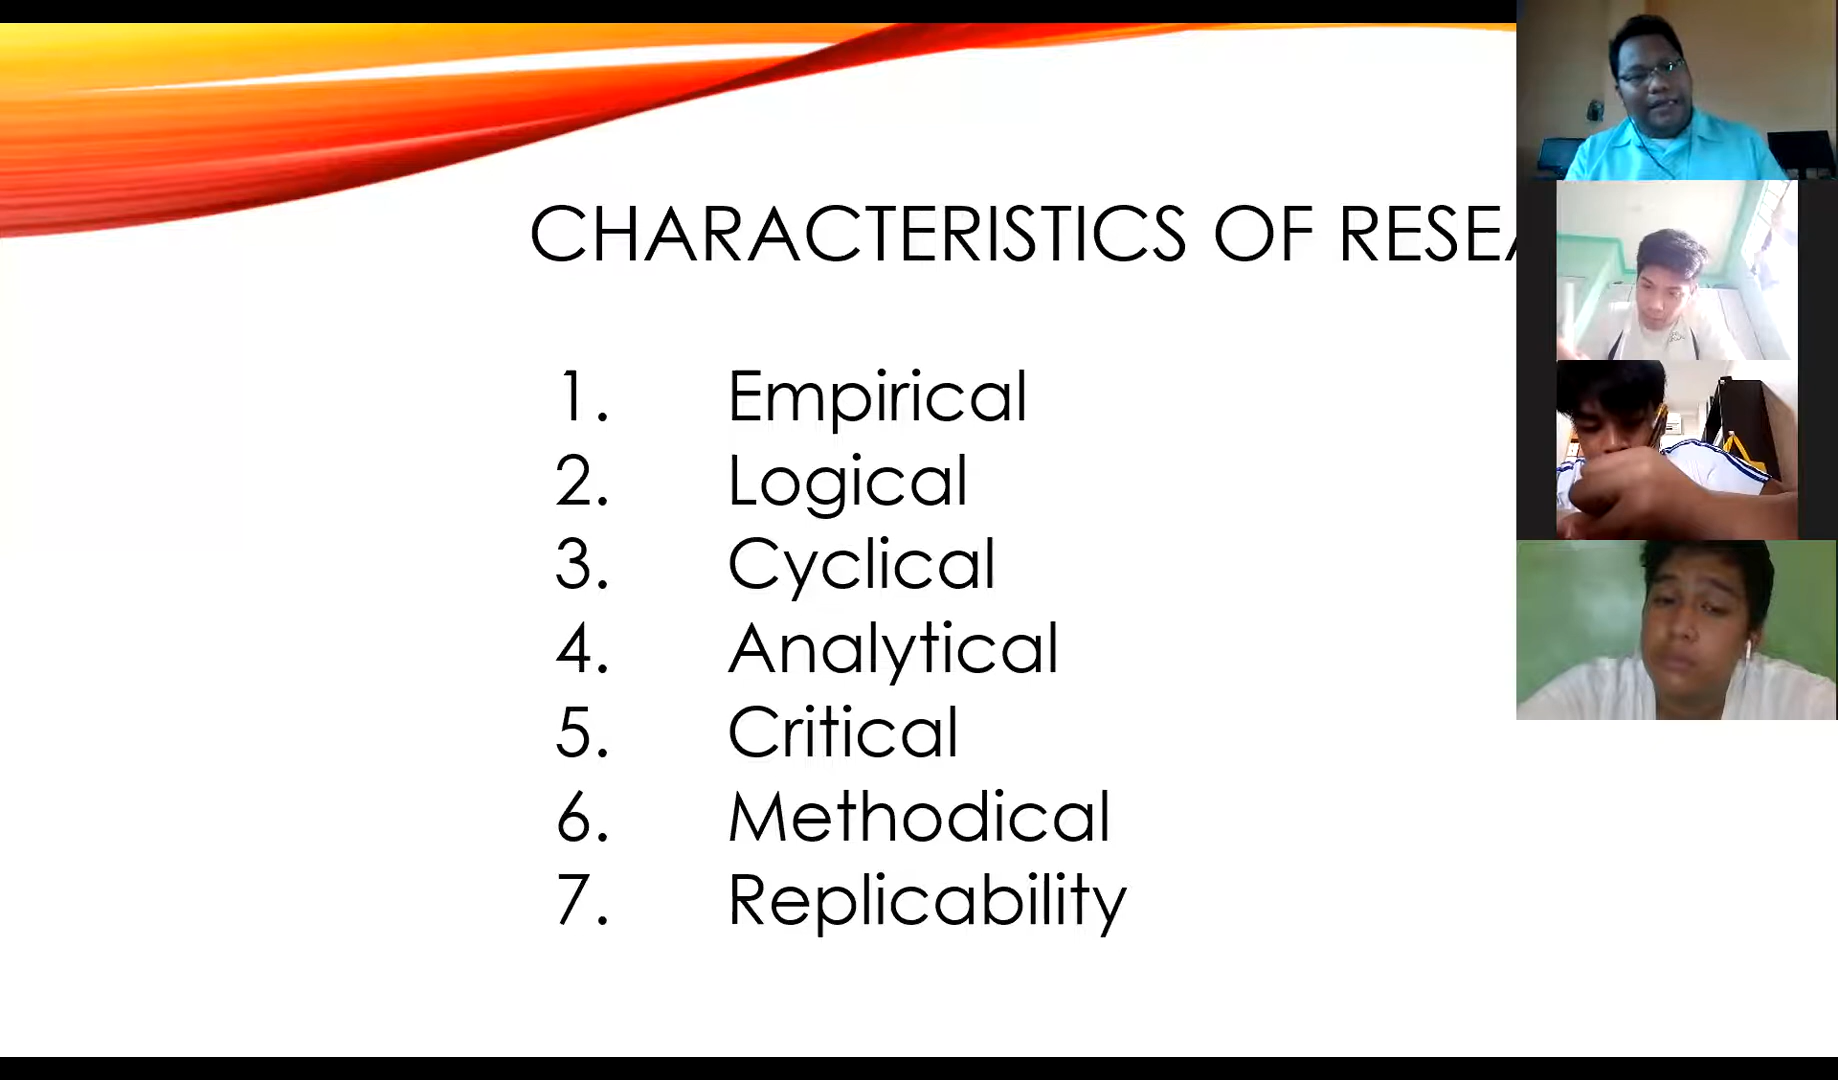 CHARACTERISTICS OF RESEA
1. Empirical
2. Logical
3. Cyclical
4. Analytical
5. Critical
6. Methodical
7. Replicability